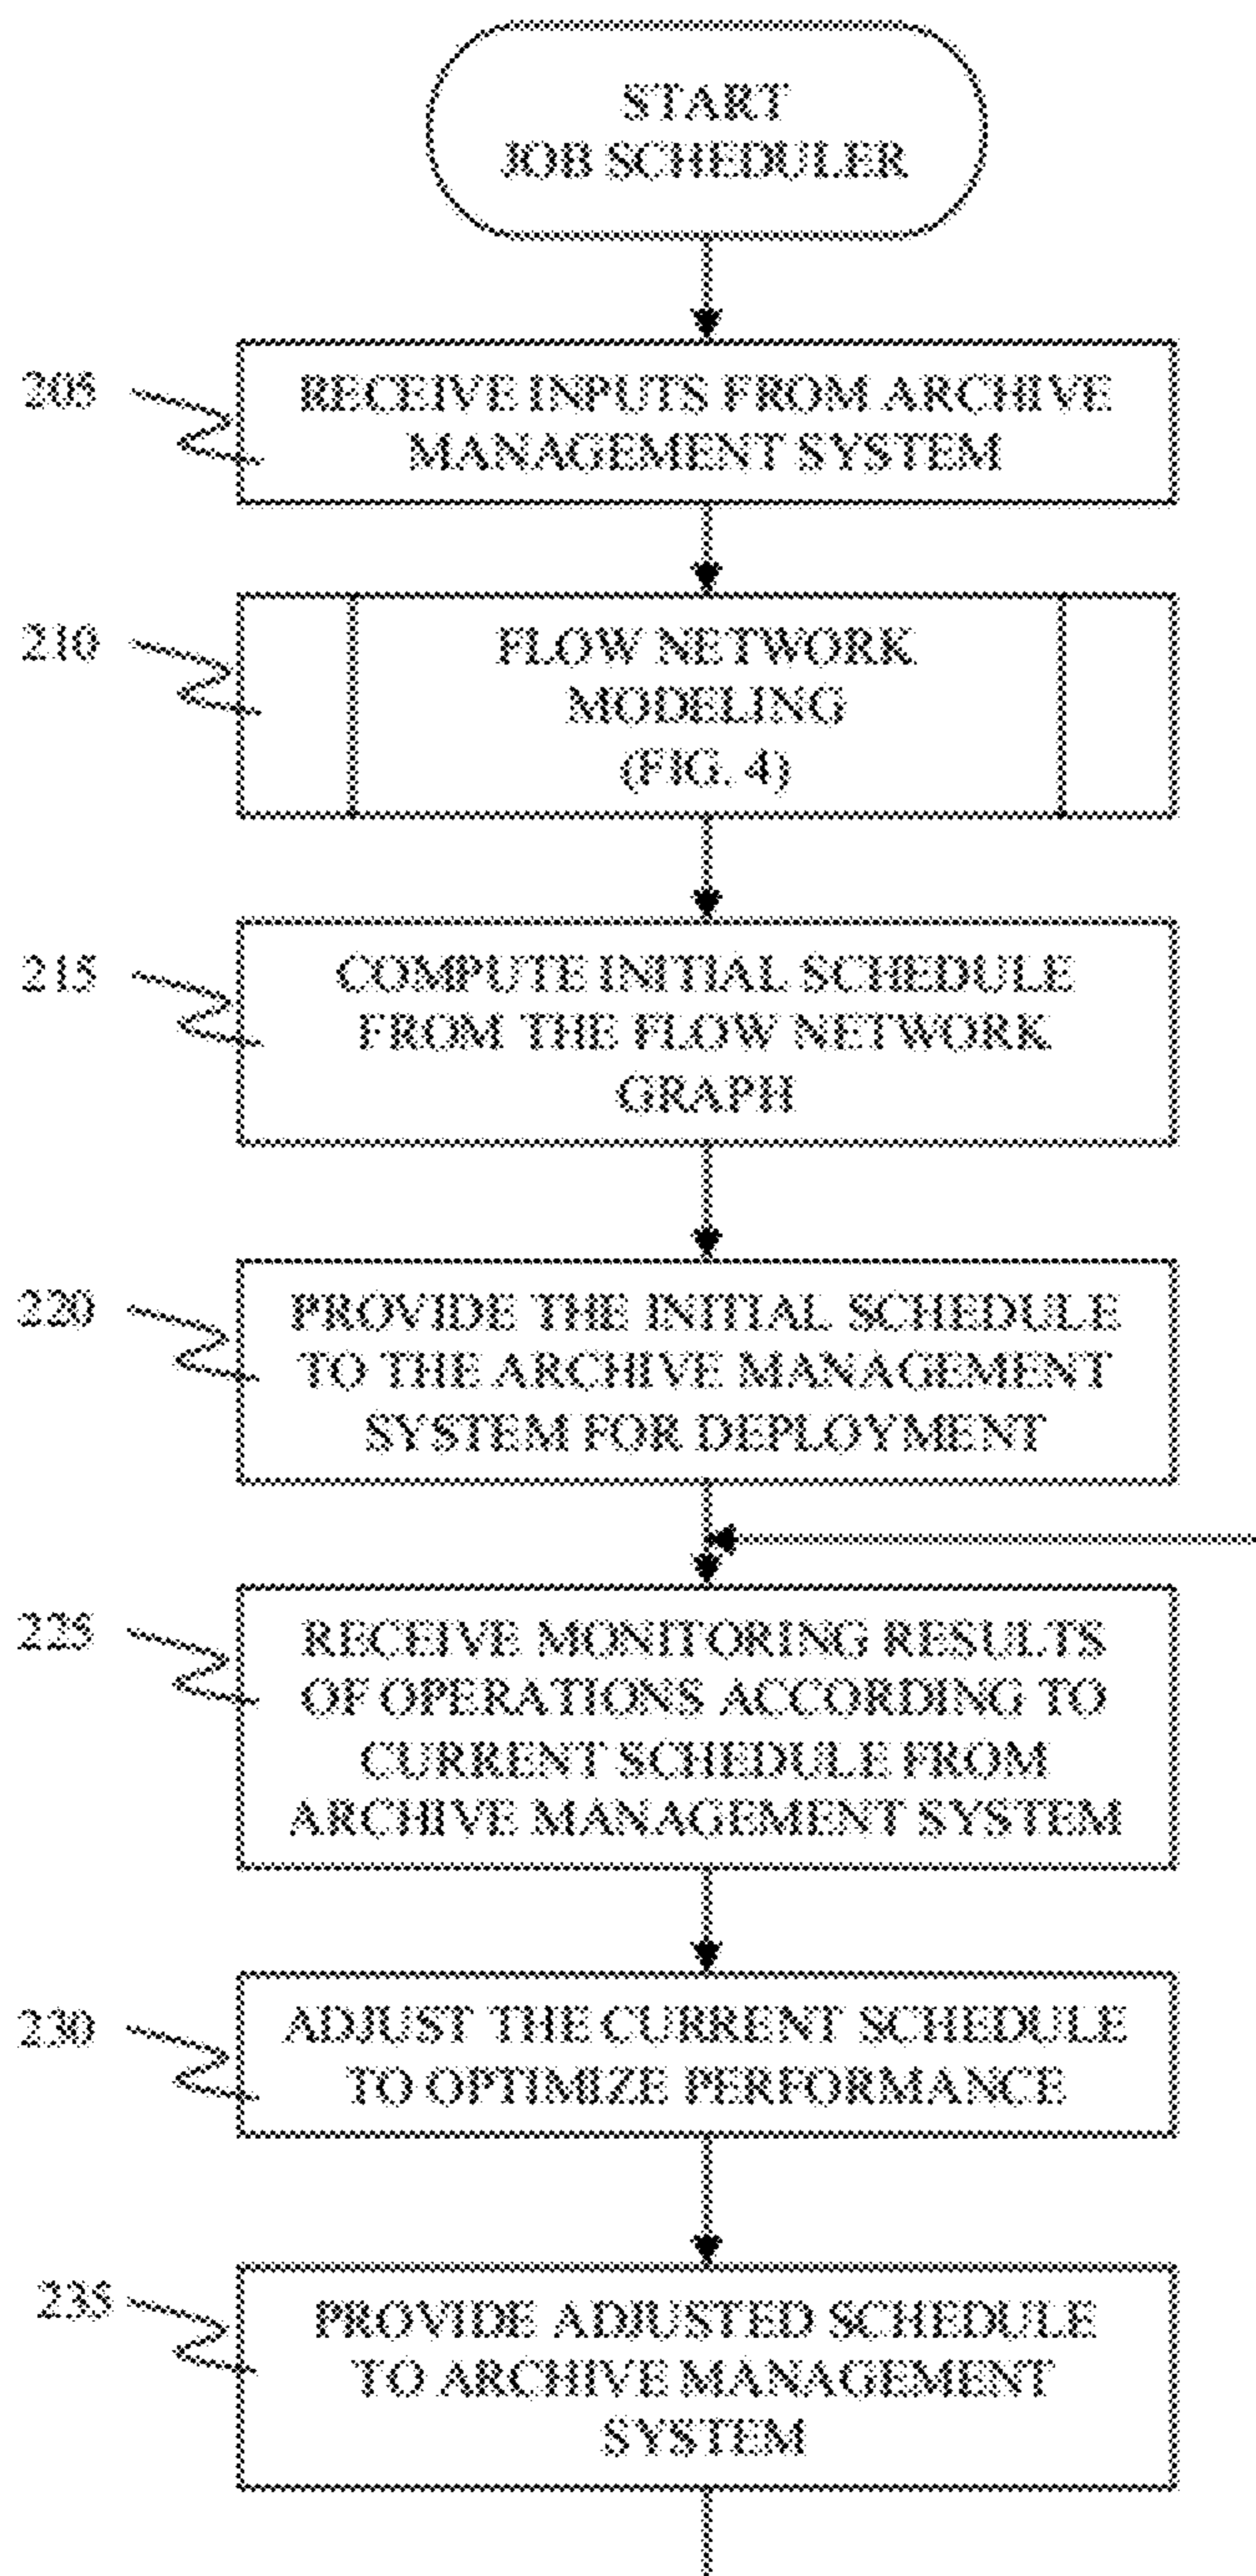 START
JOB SCHEDULER
205
RECEIVE INPUTS FROM ARCHIVE
MANAGEMENT SYSTEM
210
FLOW NETWORK
MODELING
(FIG. 4)
215
COMPUTE INITIAL SCHEDULE
FROM THE FLOW NETWORK
GRAPH
220
PROVIDE THE INITIAL SCHEDULE
TO THE ARCHIVE MANAGEMENT
SYSTEM FOR DEPLOYMENT
225
RECEIVE MONITORING RESULTS
OF OPERATIONS ACCORDING TO
CURRENT SCHEDULE FROM
ARCHIVE MANAGEMENT SYSTEM
230
ADJUST THE CURRENT SCHEDULE
TO OPTIMIZE PERFORMANCE
235
PROVIDE ADJUSTED SCHEDULE
TO ARCHIVE MANAGEMENT
SYSTEM